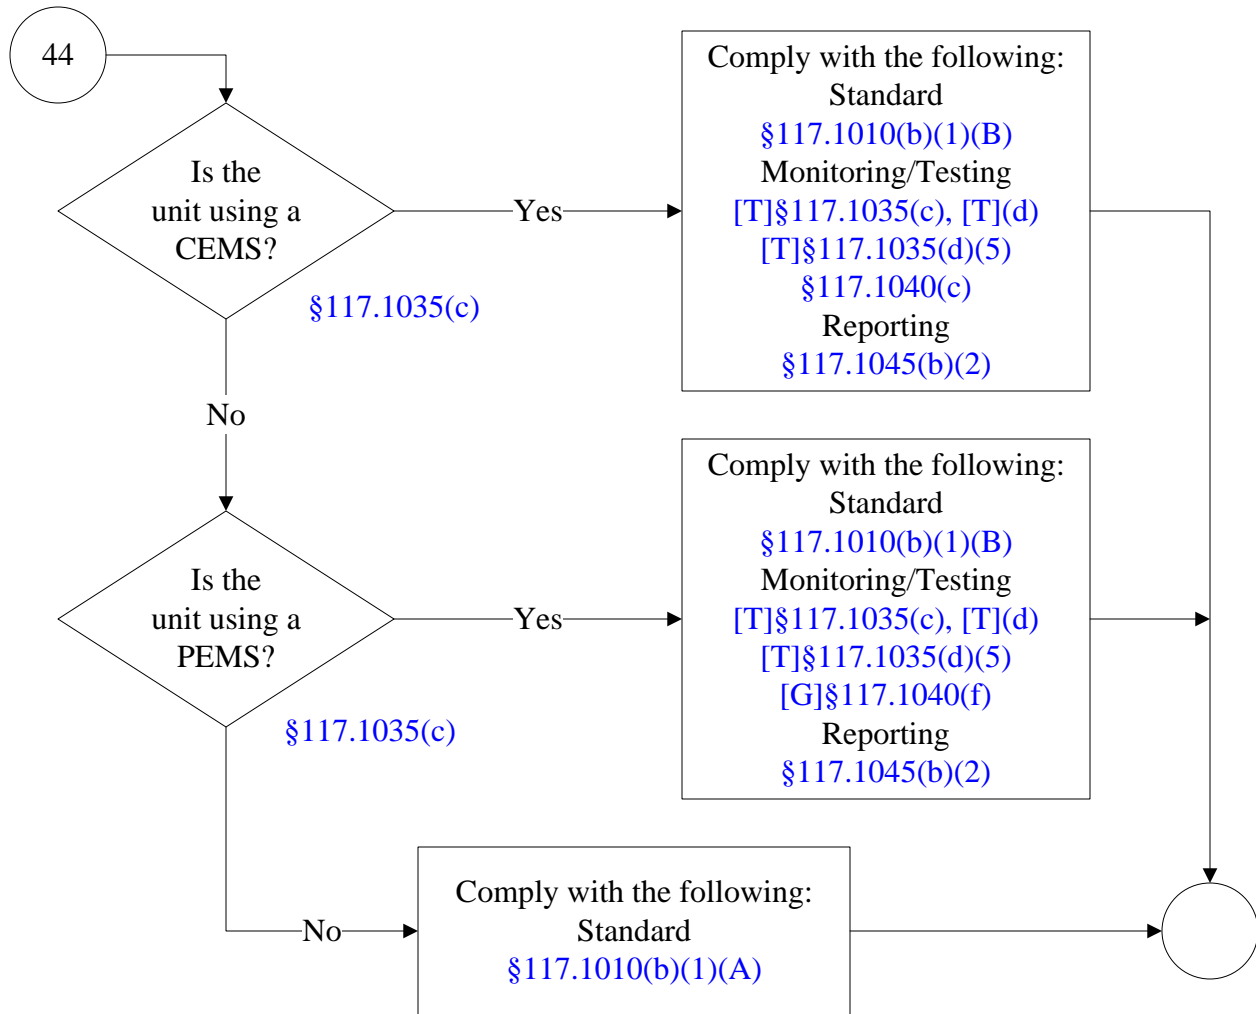 44
Is the
unit using a
CEMS?
§117.1035(c)
Yes
Comply with the following:
Standard
§117.1010(b)(1)(B)
Monitoring/Testing
[T]§117.1035(c), [T](d)
[T]§117.1035(d)(5)
§117.1040(c)
Reporting
§117.1045(b)(2)
No
Is the
unit using a
PEMS?
§117.1035(c)
Yes
Comply with the following:
Standard
§117.1010(b)(1)(B)
Monitoring/Testing
[T]§117.1035(c), [T](d)
[T]§117.1035(d)(5)
[G]§117.1040(f)
Reporting
§117.1045(b)(2)
No
Comply with the following:
Standard
§117.1010(b)(1)(A)